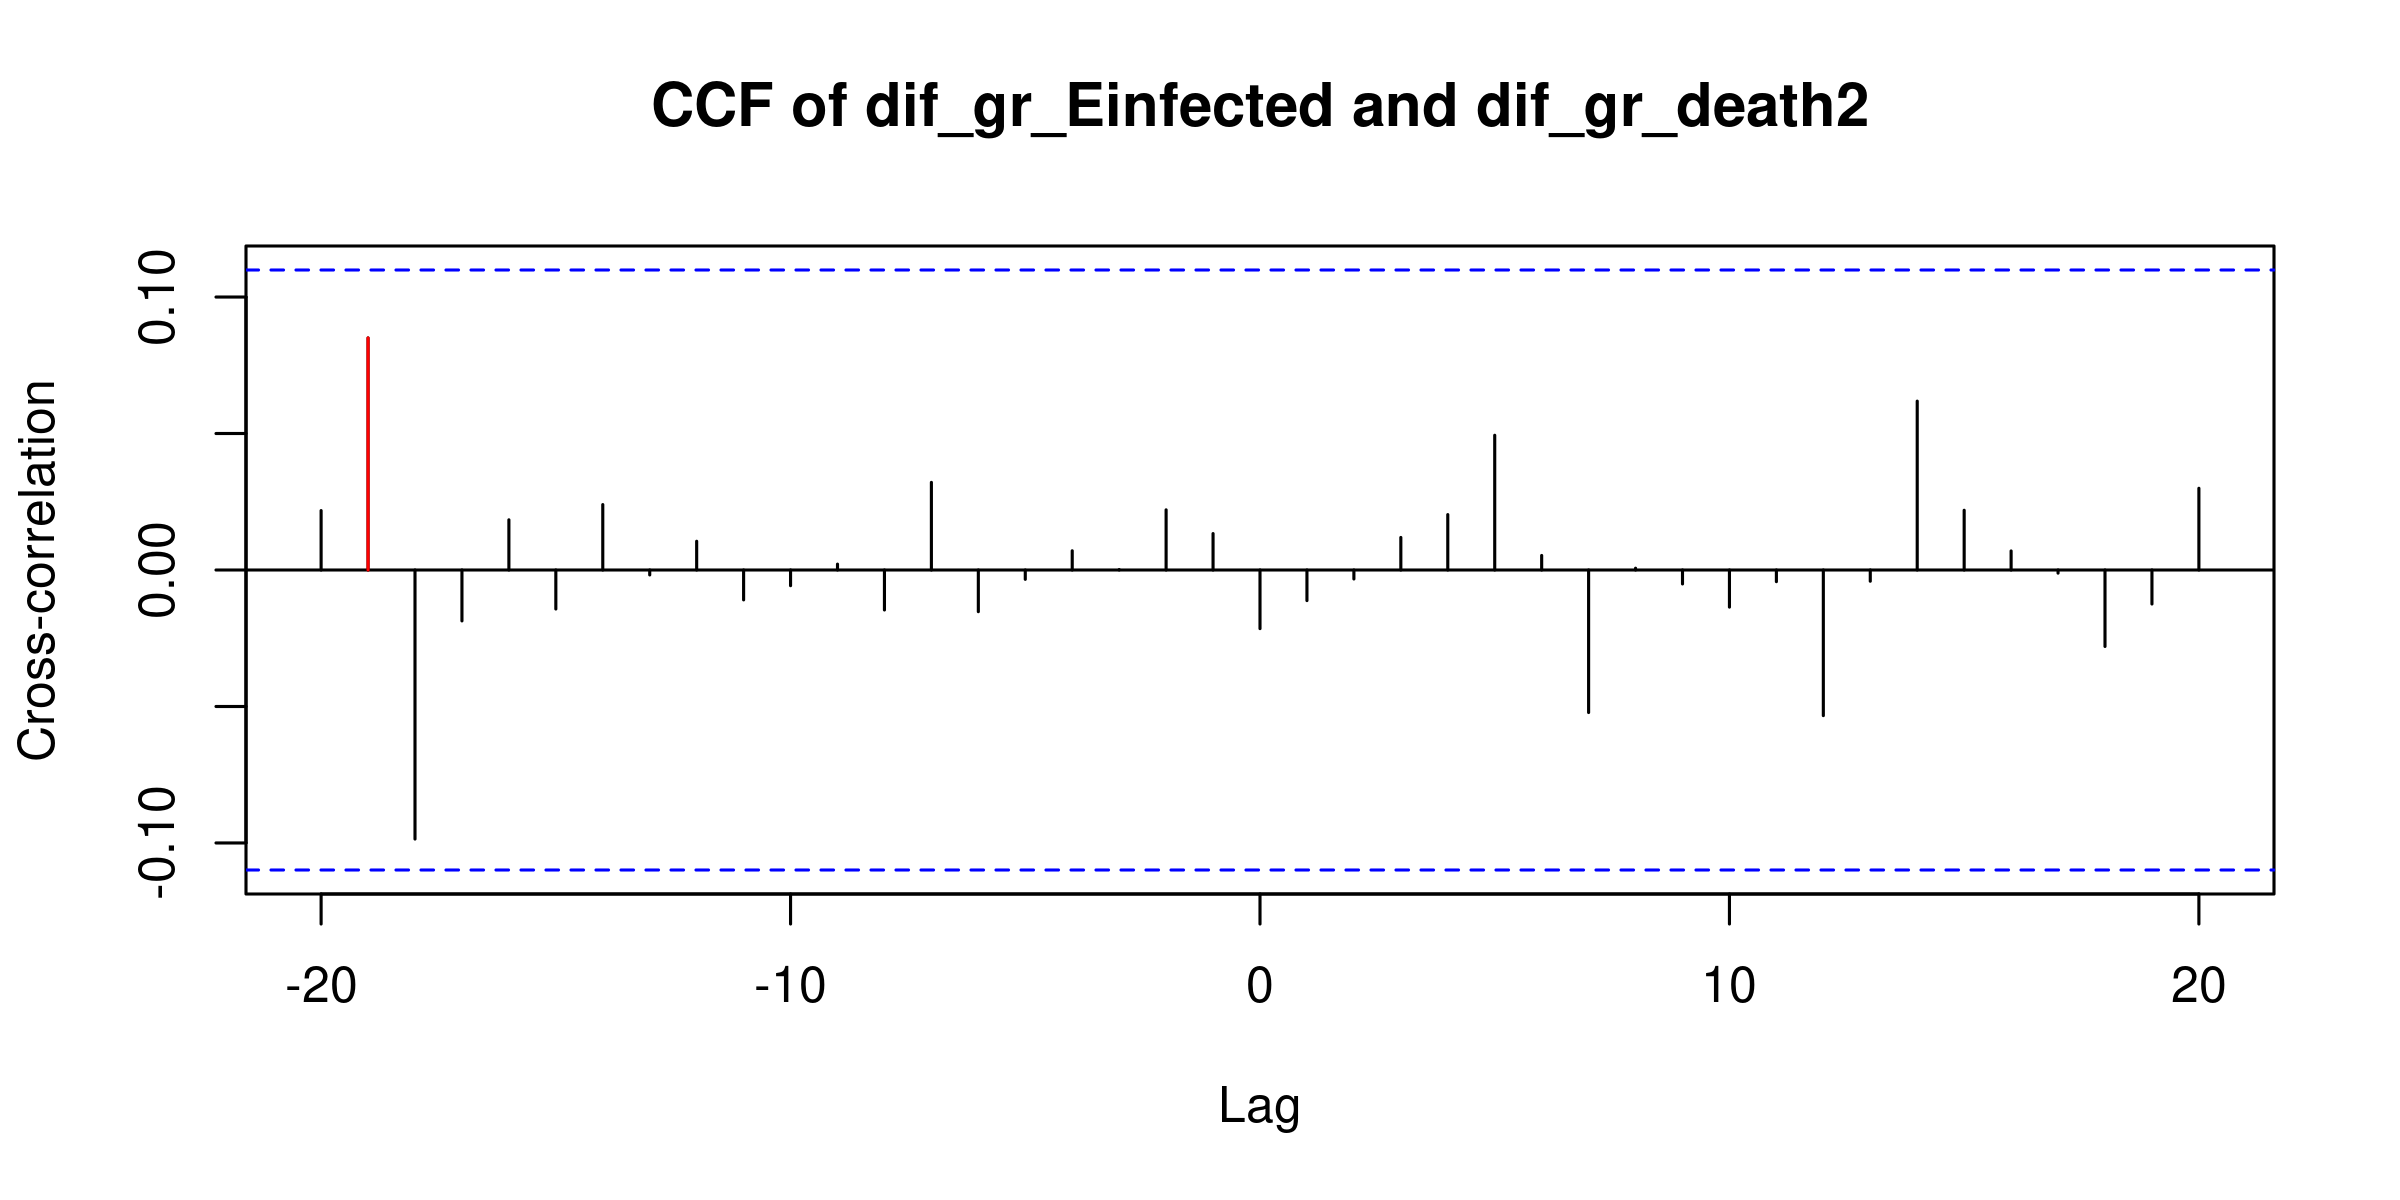 CCF of dif_gr_Einfected and dif_gr_death2
Cross-correlation
0.10
0.00
-0.10
-20 -10 0 10 20
Lag